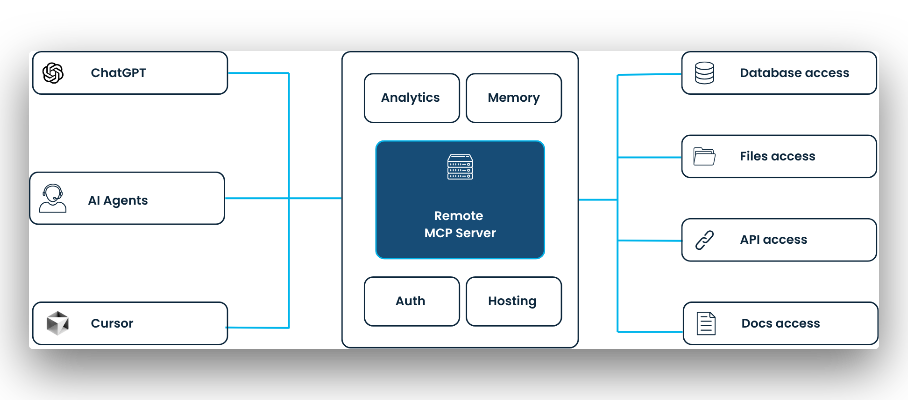 ChatGPT
AI Agents
Cursor
Analytics
Memory
Remote
MCP Server
Auth
Hosting
Database access
Files access
API access
Docs access